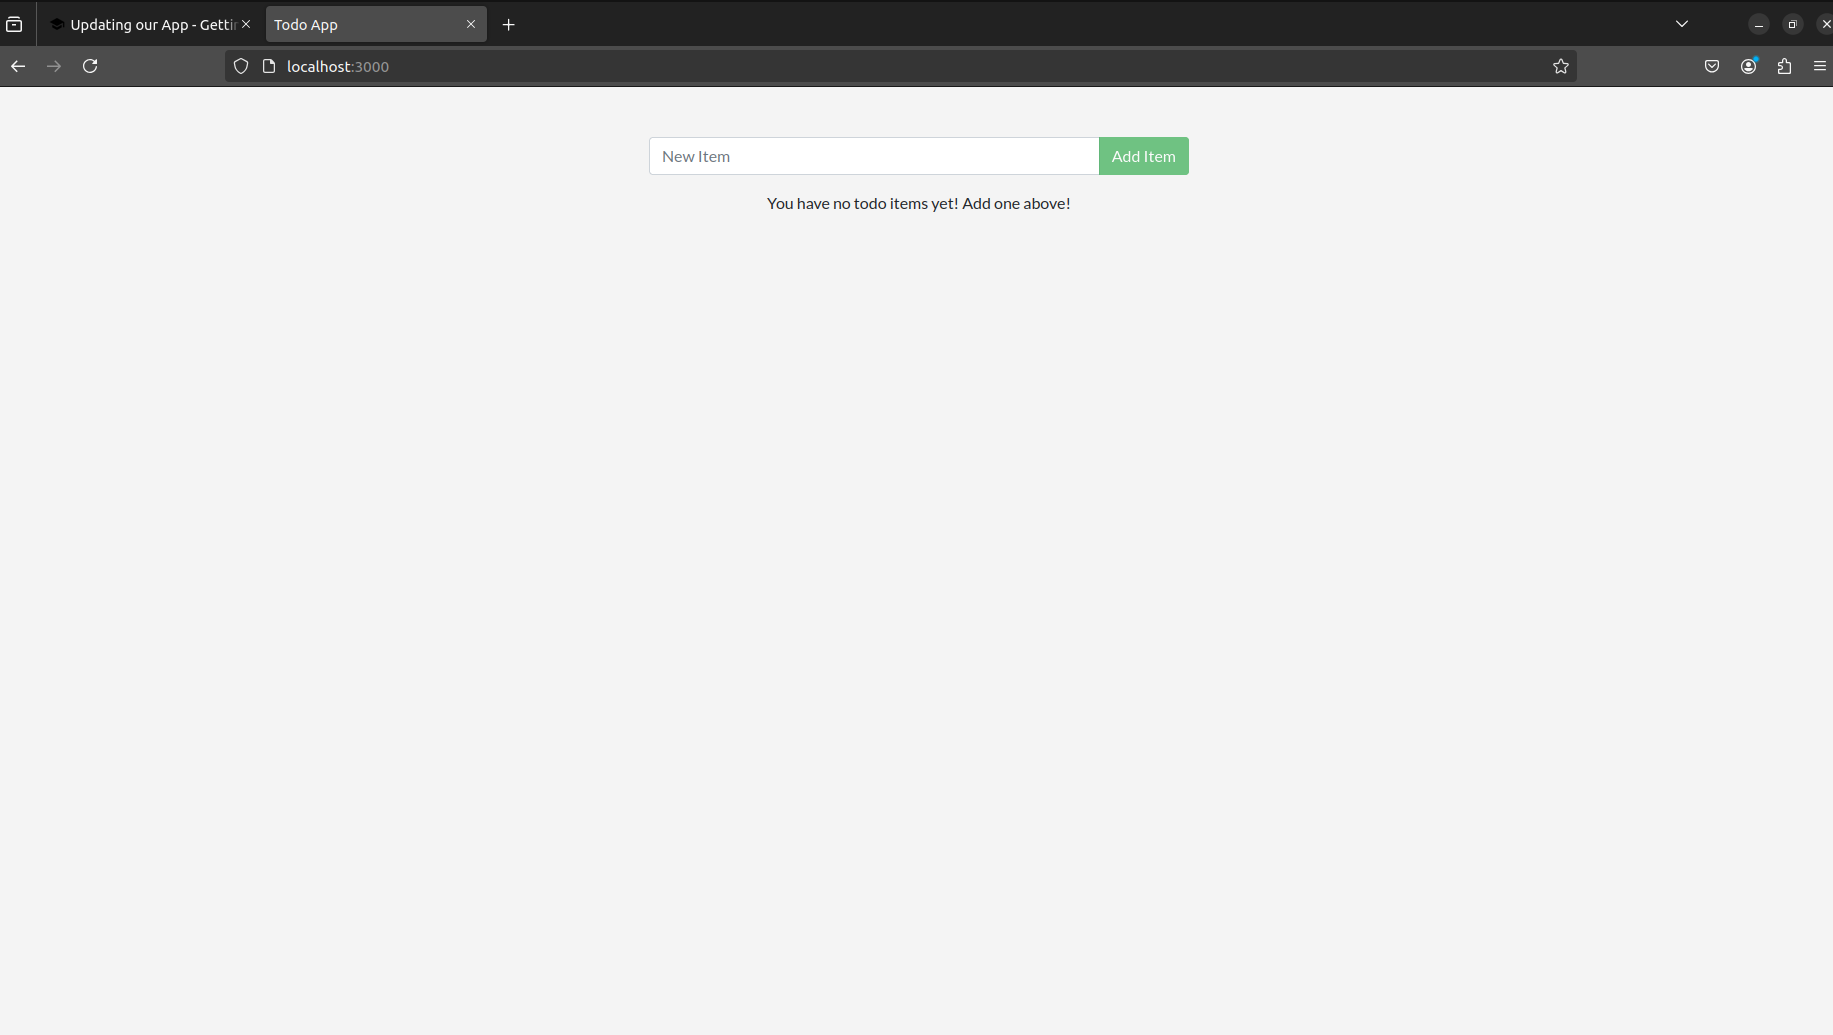 Updating our App - Getti
Todo App
localhost:3000
New Item
Add Item
You have no todo items yet! Add one above!